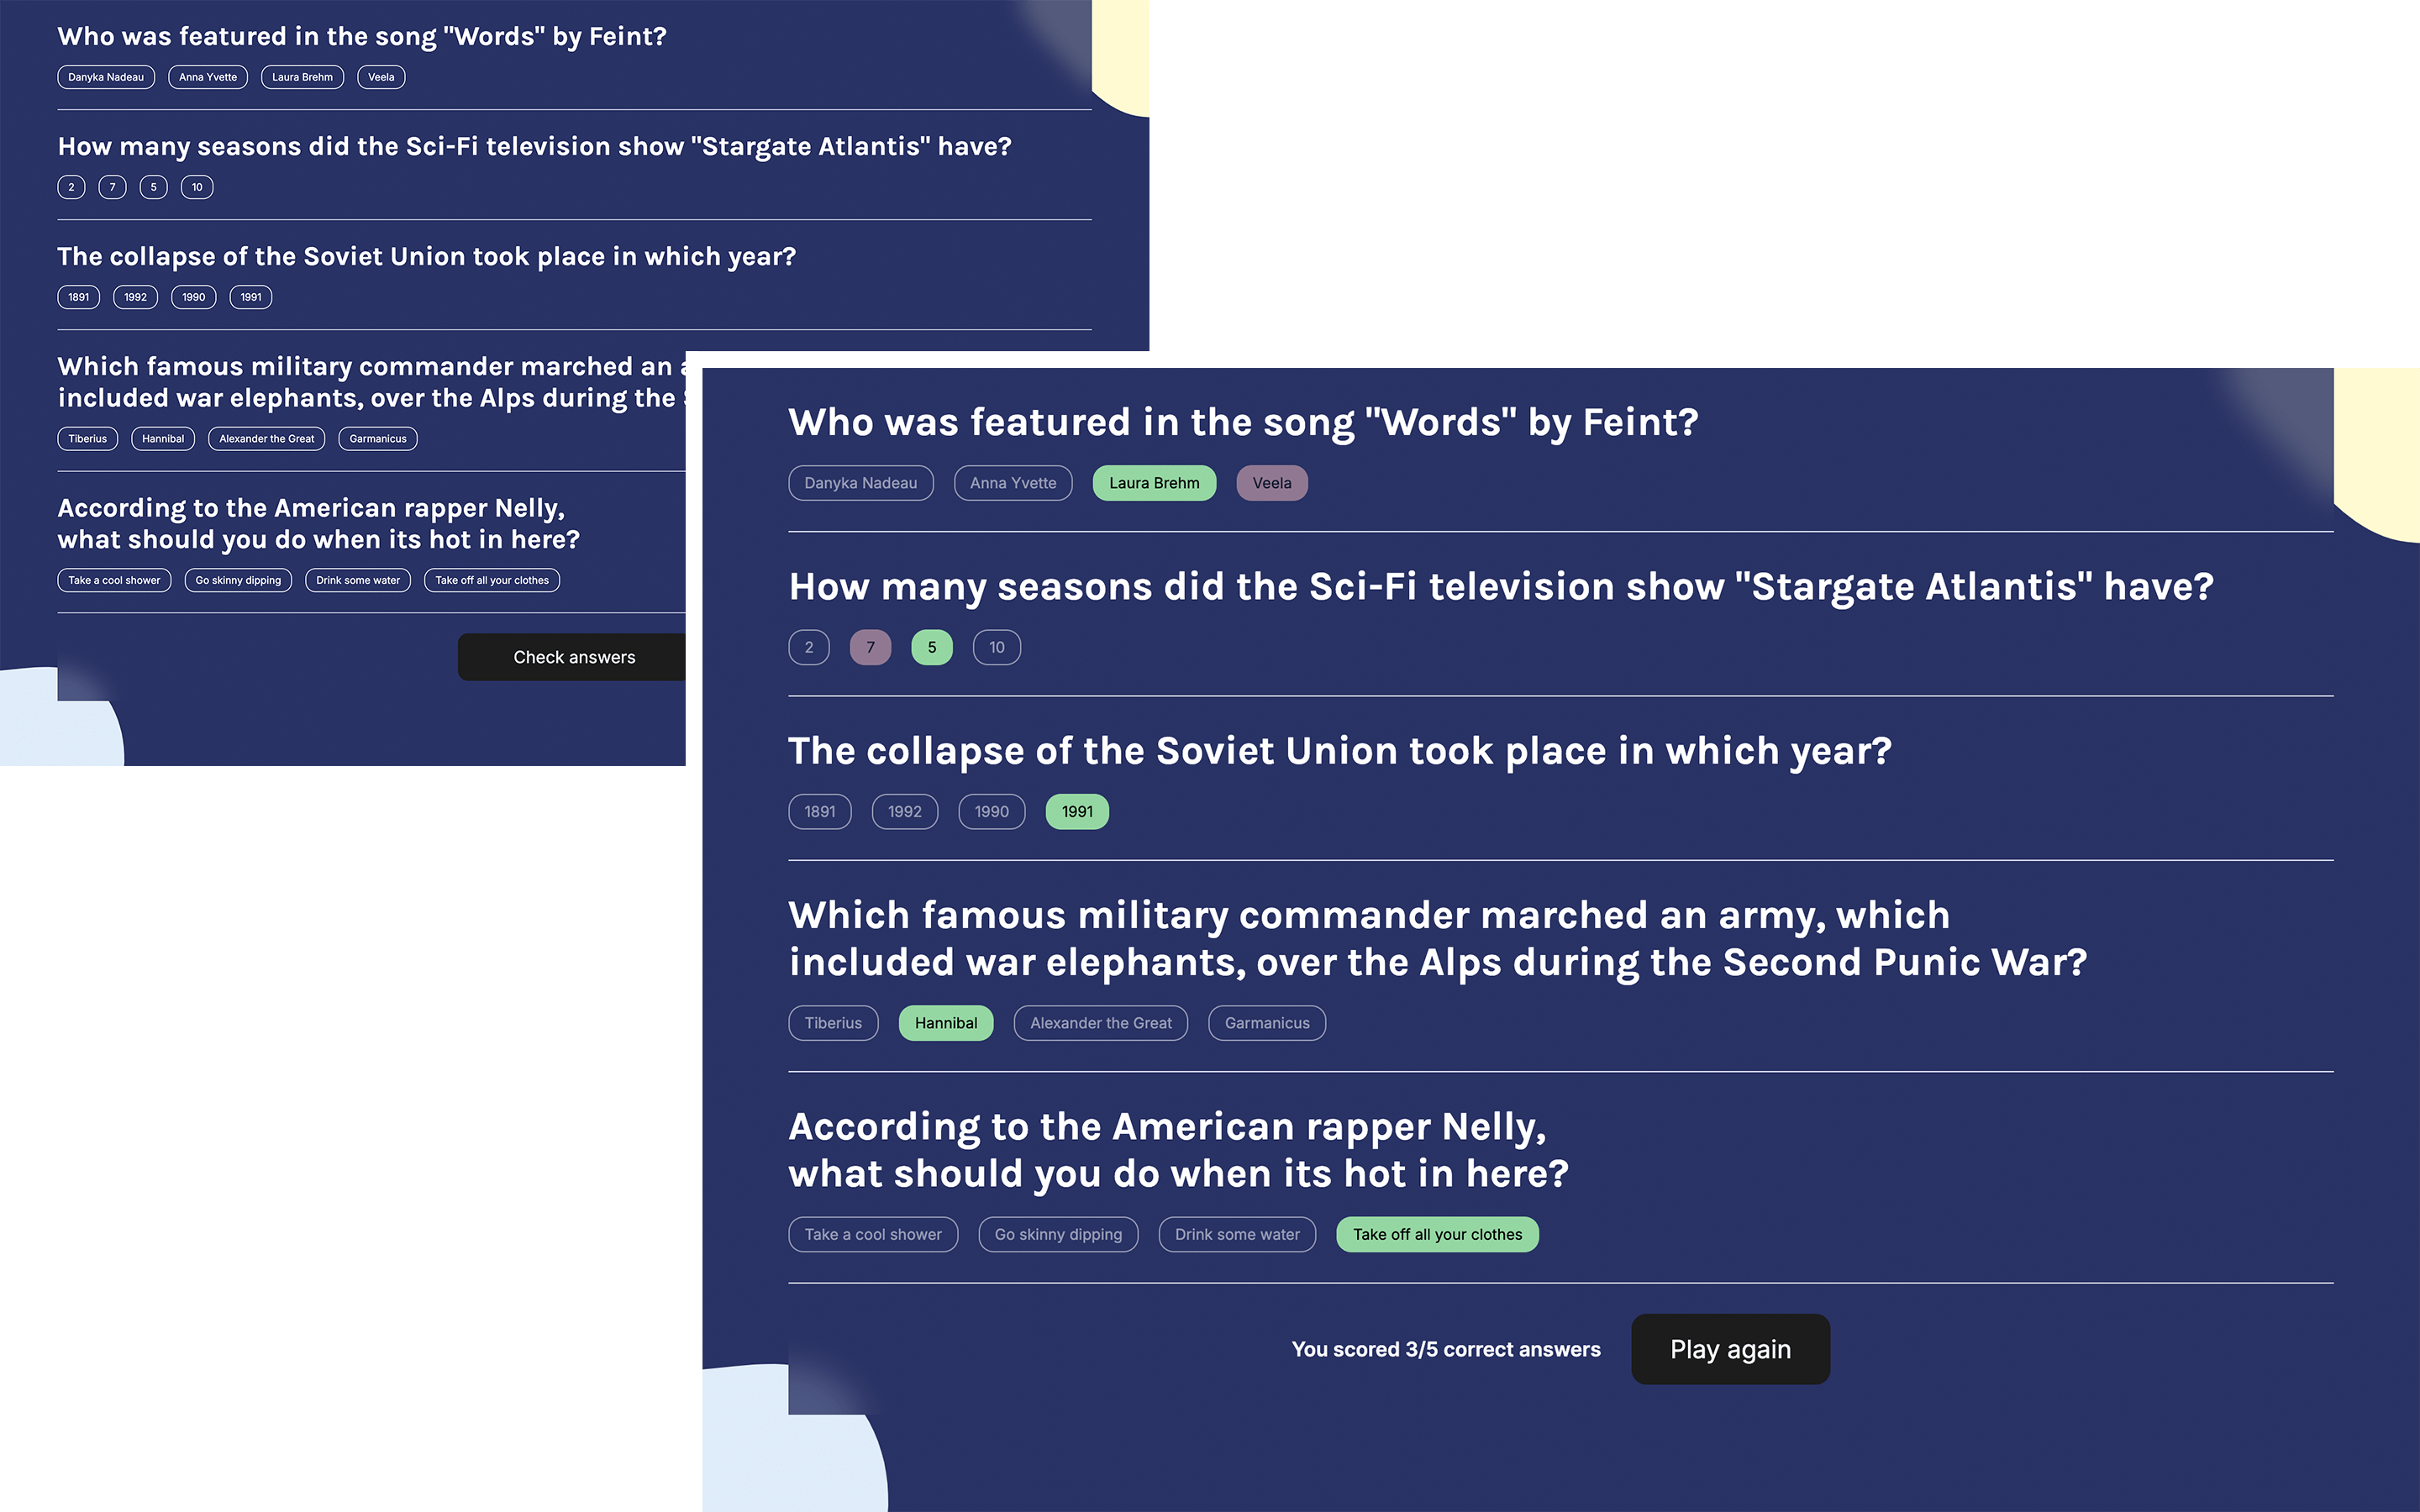 Who was featured in the song "Words" by Feint?
Danyka Nadeau Anna Yvette Laura Brehm Veela
How many seasons did the Sci-Fi television show "Stargate Atlantis" have?
2 7 5 10
The collapse of the Soviet Union took place in which year?
1891 1992 1990 1991
Which famous military commander marched an
included war elephants, over the Alps during the
Tiberius Hannibal Alexander the Great Garmanicus
According to the American rapper Nelly,
what should you do when its hot in here?
Take a cool shower Go skinny dipping Drink some water Take off all your clothes
Check answers
Who was featured in the song "Words" by Feint?
Danyka Nadeau Anna Yvette Laura Brehm Veela
How many seasons did the Sci-Fi television show "Stargate Atlantis" have?
2 7 5 10
The collapse of the Soviet Union took place in which year?
1891 1992 1990 1991
Which famous military commander marched an army, which
included war elephants, over the Alps during the Second Punic War?
Tiberius Hannibal Alexander the Great Garmanicus
According to the American rapper Nelly,
what should you do when its hot in here?
Take a cool shower Go skinny dipping Drink some water Take off all your clothes
You scored 3/5 correct answers Play again